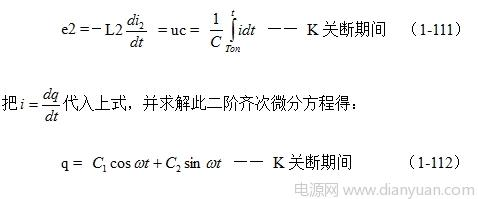 e2 = − L2 di₂/dt = uc = 1/C ∫_Ton^t idt —— K 关断期间 （1-111）
把 i = dq/dt 代入上式，并求解此二阶齐次微分方程得：
q = C₁ cos ωt + C₂ sin ωt —— K 关断期间 （1-112）
电源网 www.dianyuan.com